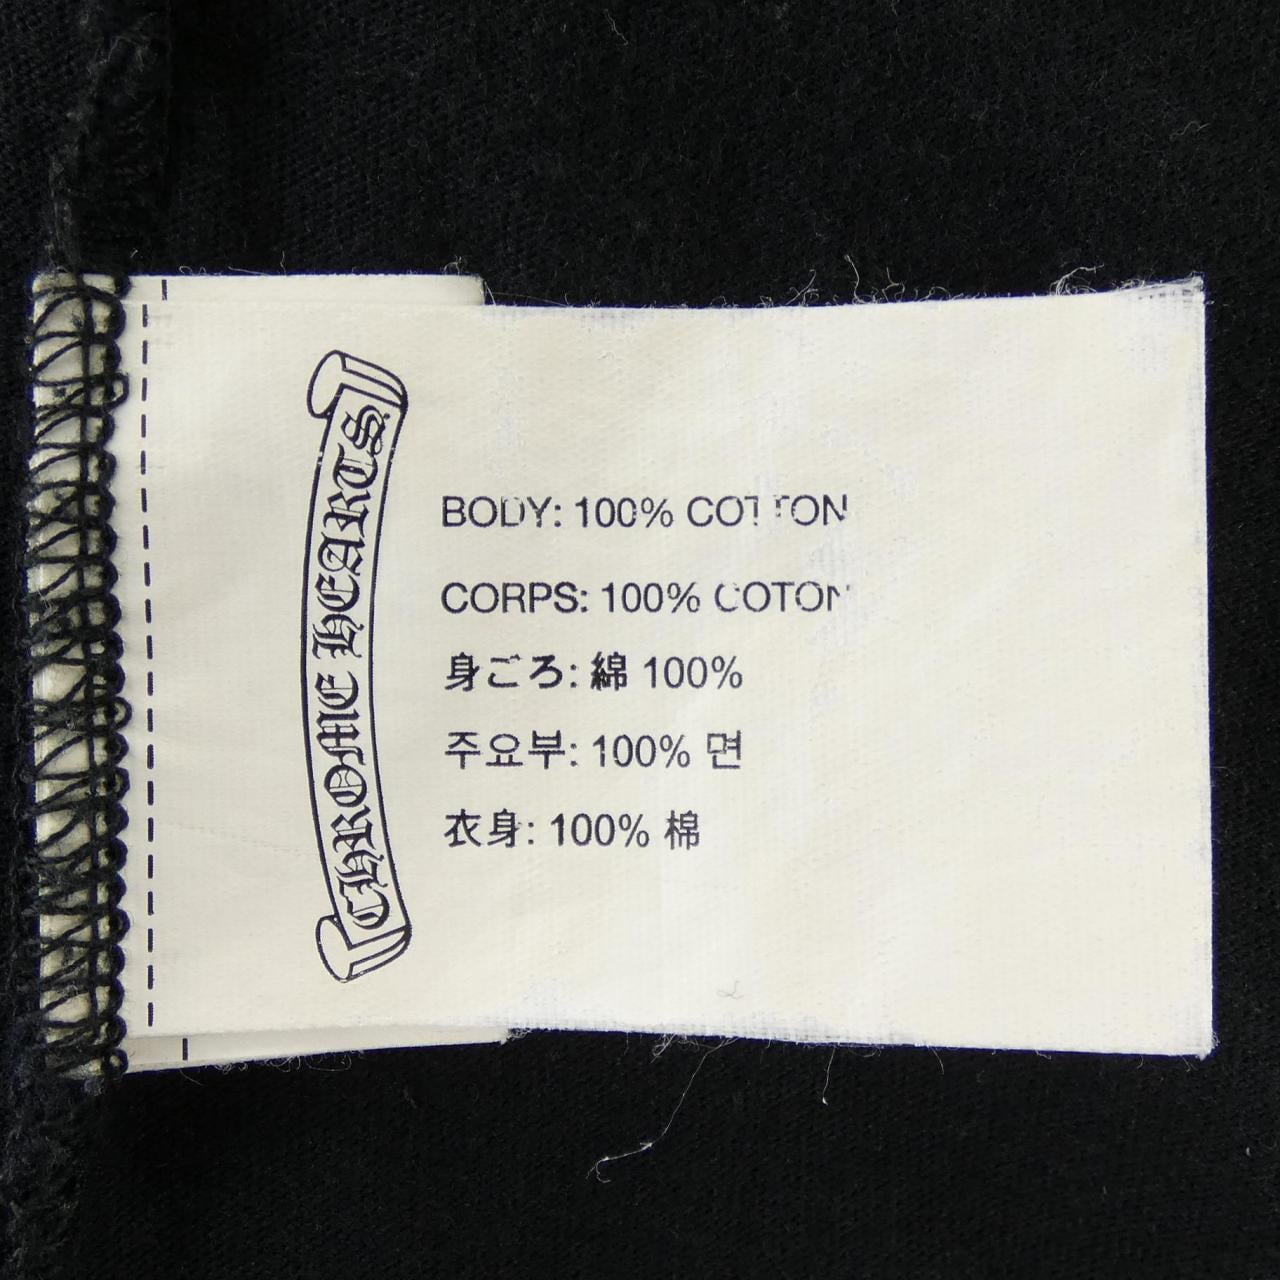 CHROME HEARTS
BODY: 100% COTTON
CORPS: 100% COTON
身ごろ: 綿 100%
주요부: 100% 면
衣身: 100% 棉